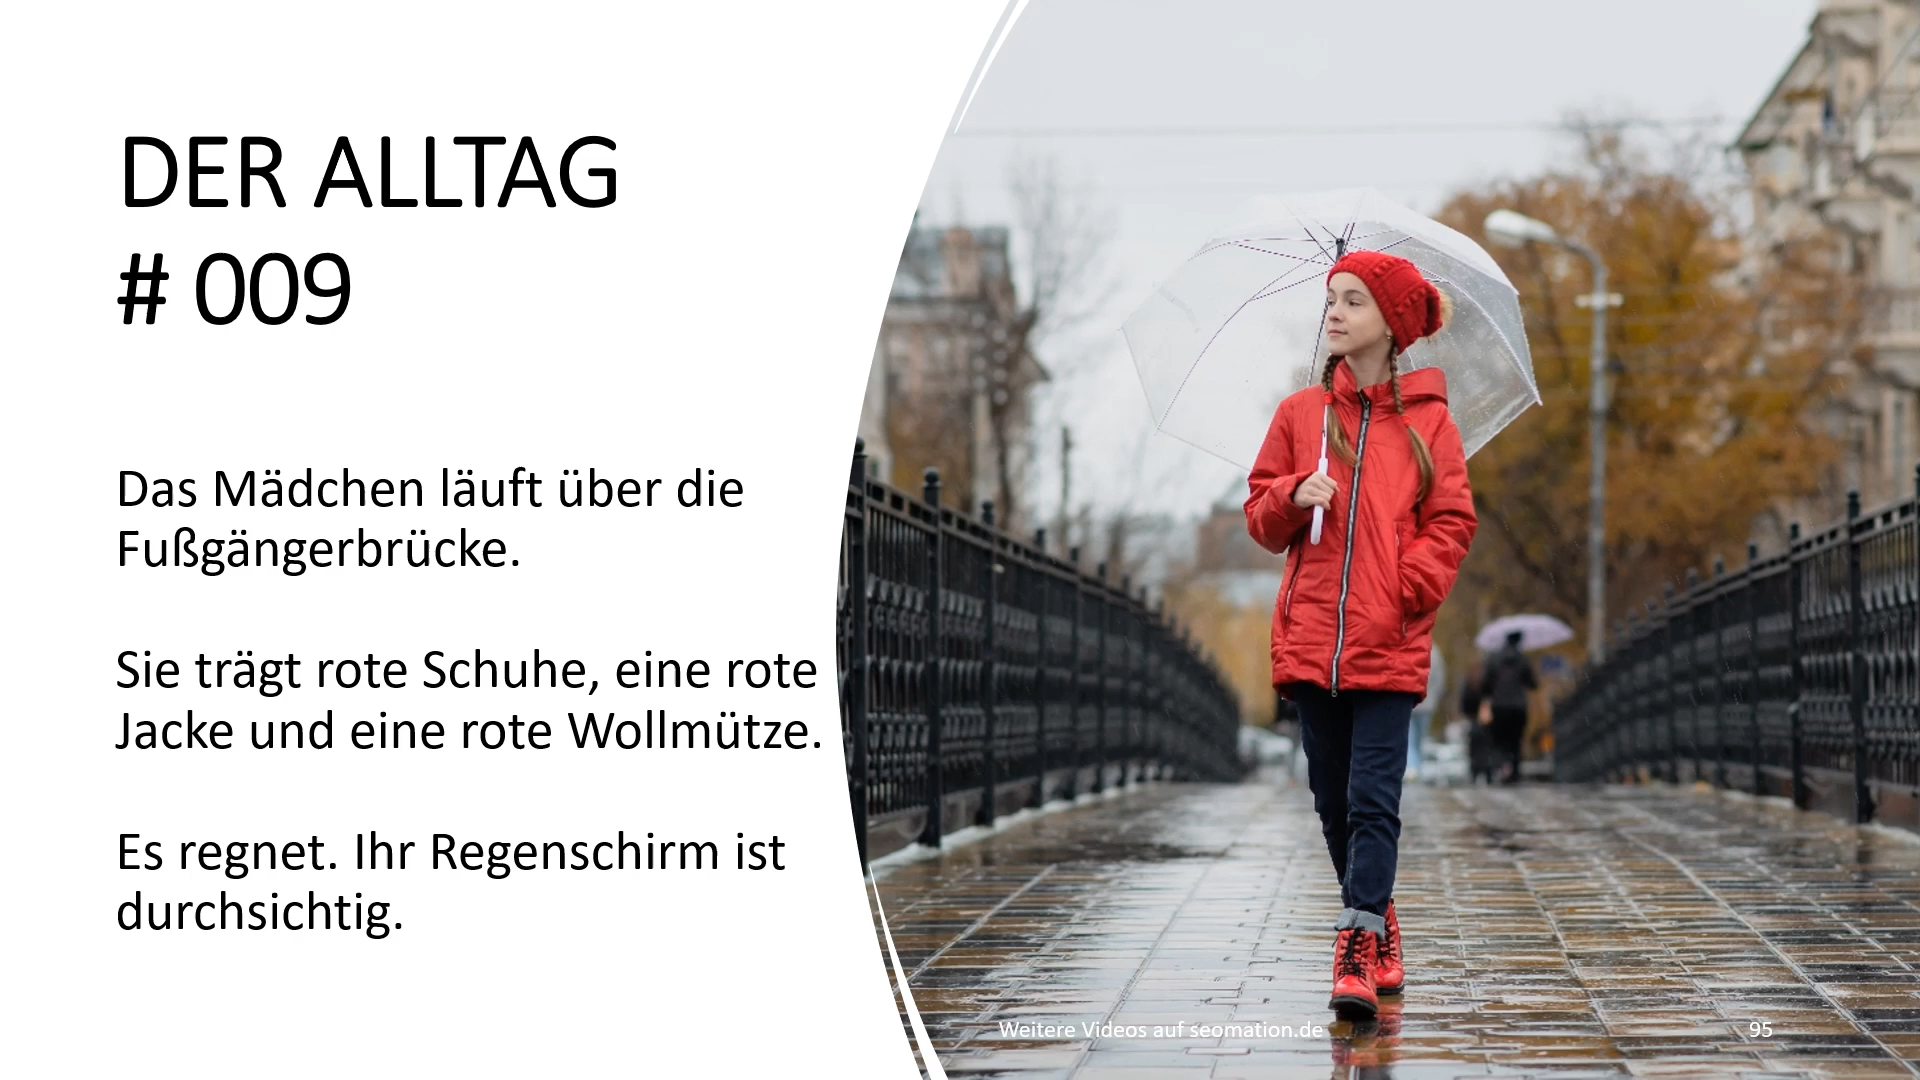 DER ALLTAG
# 009
Das Mädchen läuft über die
Fußgängerbrücke.
Sie trägt rote Schuhe, eine rote
Jacke und eine rote Wollmütze.
Es regnet. Ihr Regenschirm ist
durchsichtig.
Weitere Videos auf seomation.de
95